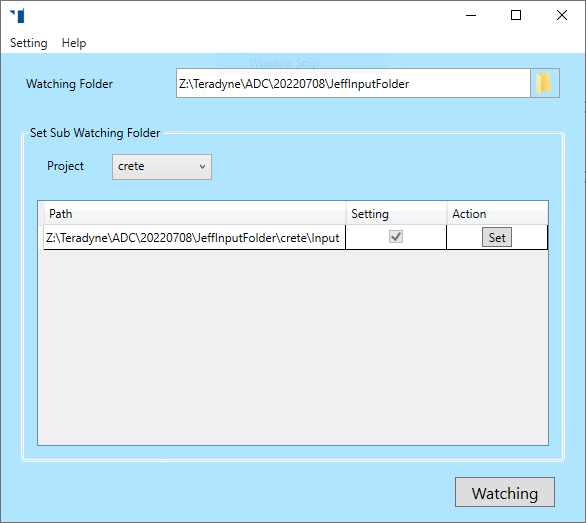 Setting Help
Window Snip
Watching Folder Z:\Teradyne\ADC\20220708\JeffInputFolder
Set Sub Watching Folder
Project crete
Path Setting Action
Z:\Teradyne\ADC\20220708\JeffInputFolder\crete\Input Set
Watching